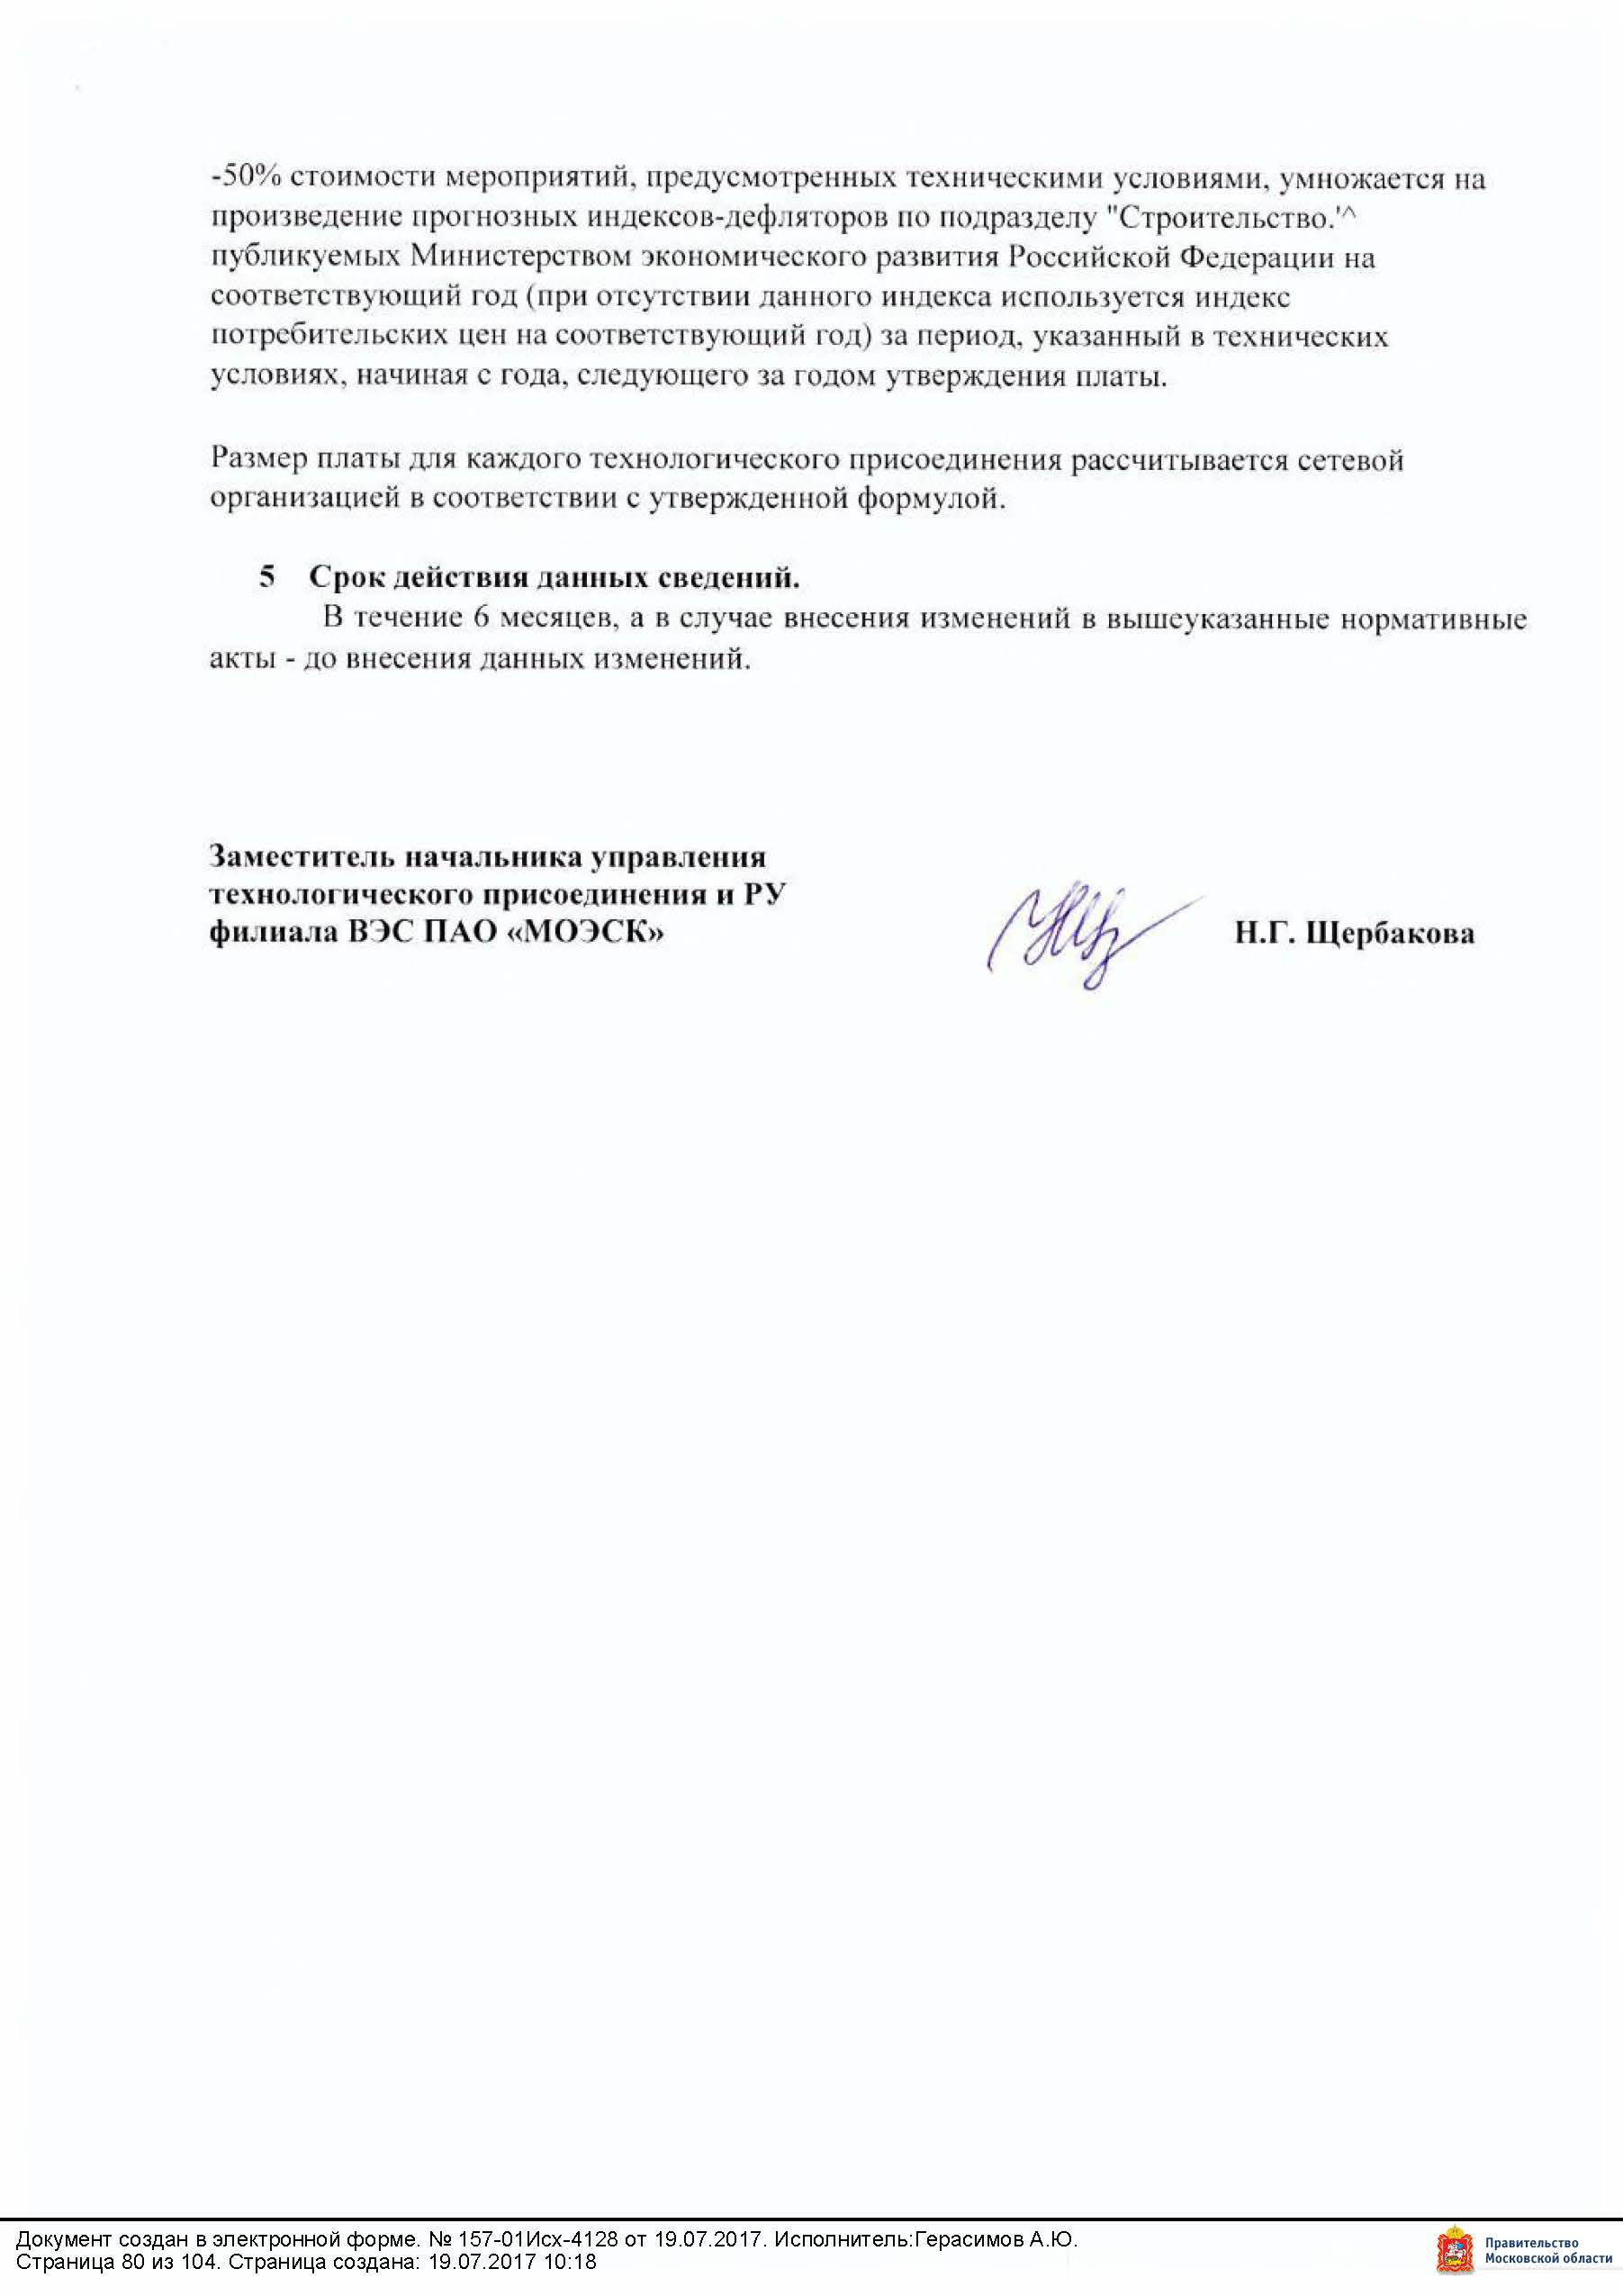 -50% стоимости мероприятий, предусмотренных техническими условиями, умножается на
произведение прогнозных индексов-дефляторов по подразделу "Строительство.'^
публикуемых Министерством экономического развития Российской Федерации на
соответствующий год (при отсутствии данного индекса используется индекс
потребительских цен на соответствующий год) за период, указанный в технических
условиях, начиная с года, следующего за годом утверждения платы.
Размер платы для каждого технологического присоединения рассчитывается сетевой
организацией в соответствии с утвержденной формулой.
5 Срок действия данных сведений.
В течение 6 месяцев, а в случае внесения изменений в вышеуказанные нормативные
акты - до внесения данных изменений.
Заместитель начальника управления
технологического присоединения и РУ
филиала ВЭС ПАО «МОЭСК»
Н.Г. Щербакова
Документ создан в электронной форме. № 157-01Исх-4128 от 19.07.2017. Исполнитель:Герасимов А.Ю.
Страница 80 из 104. Страница создана: 19.07.2017 10:18
Правительство
Московской области